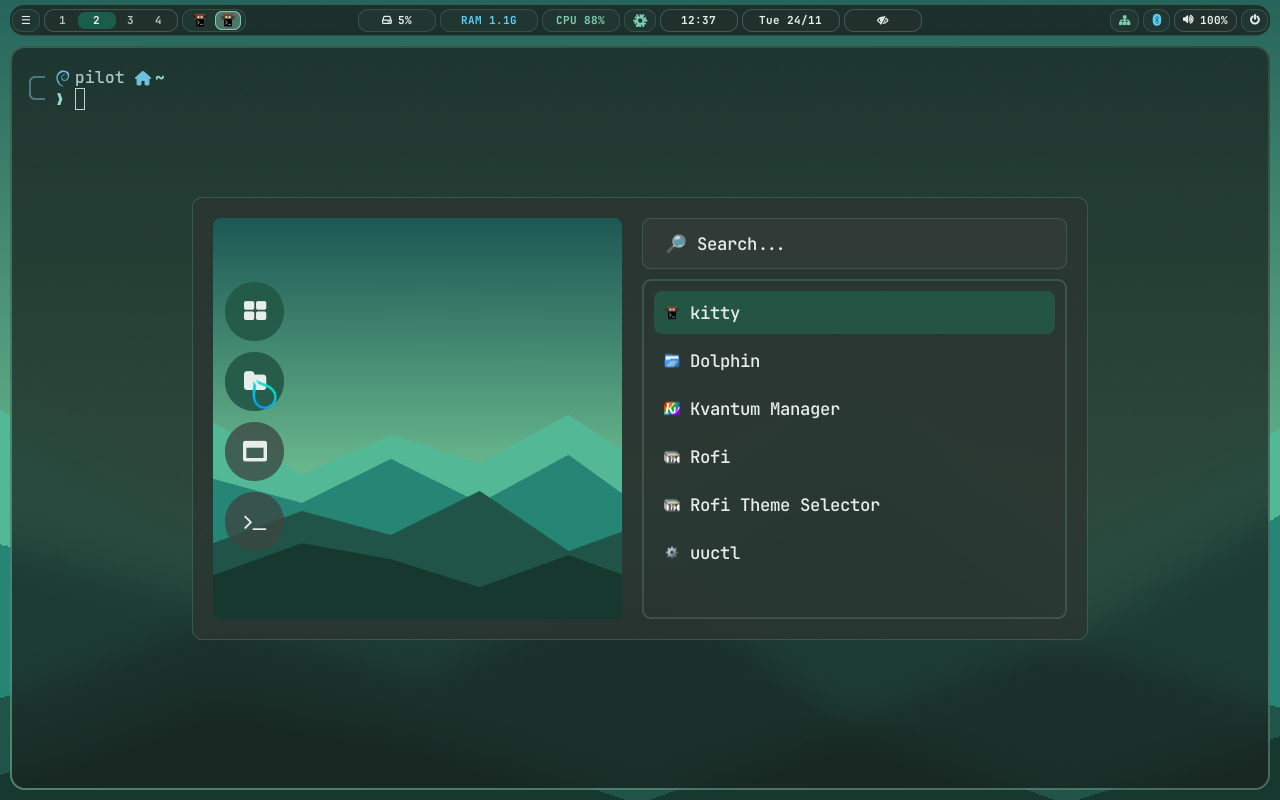 1 2 3 4 5% RAM 1.1G CPU 88% 12:37 Tue 24/11 100%
pilot ~
Search...
kitty
Dolphin
Kvantum Manager
Rofi
Rofi Theme Selector
uuctl